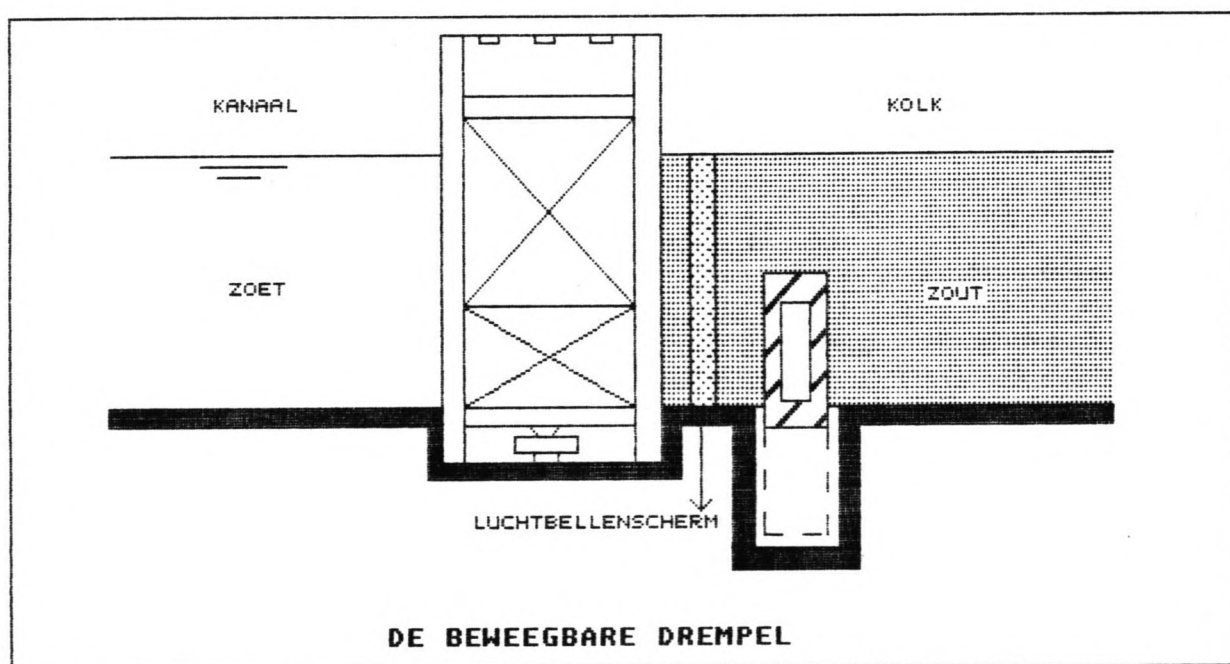 KANAAL
KOLK
ZOET
ZOUT
LUCHTBELLENSCHERM
DE BEWEEGBARE DREMPEL